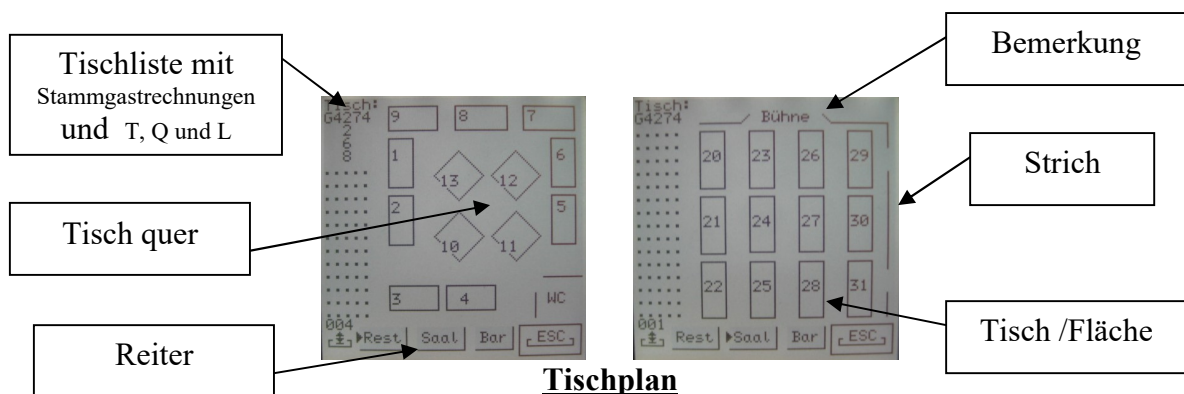 Tischliste mit
Stammgastrechnungen
und T, Q und L
Tisch quer
Reiter
Tisch:
G4274
2
6
8
9 8 7
1 6
13 12
2 5
10 11
3 4 WC
004
Rest Saal Bar ESC
Tisch:
G4274
Bühne
20 23 26 29
21 24 27 30
22 25 28 31
001
Rest Saal Bar ESC
Bemerkung
Strich
Tisch /Fläche
Tischplan